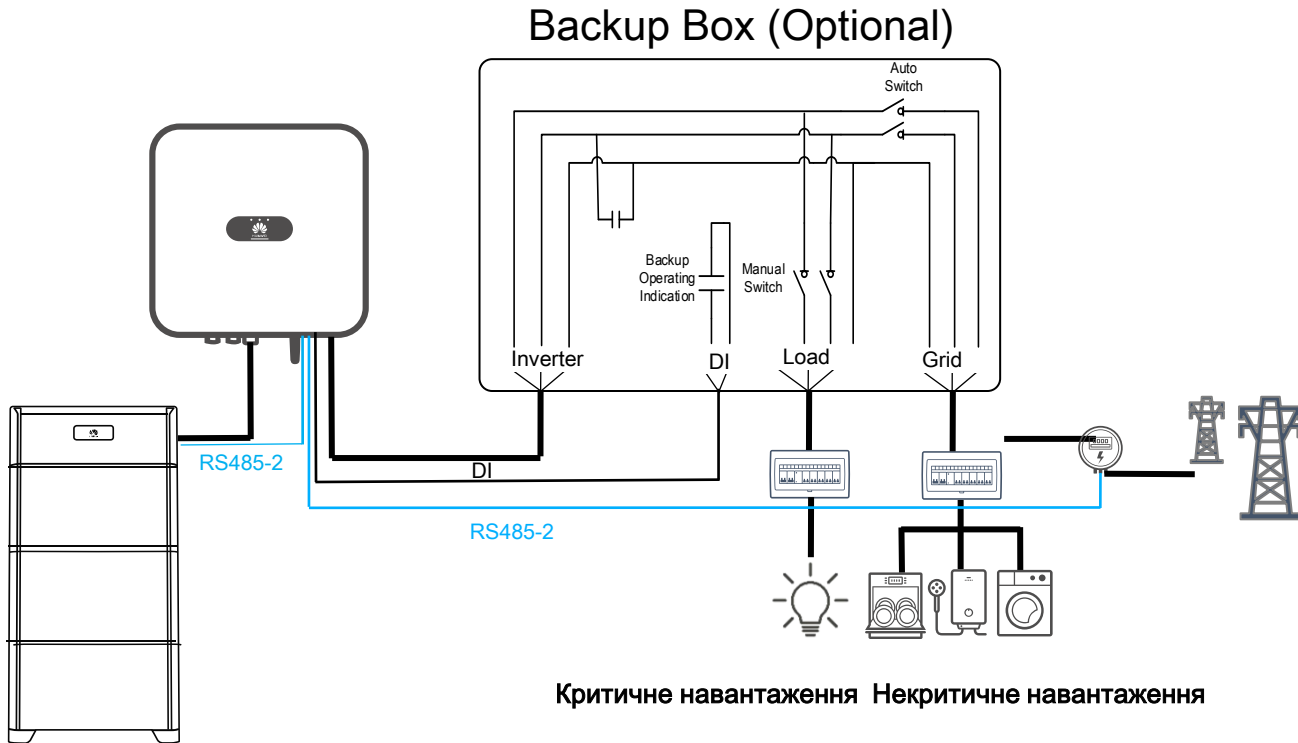 Backup Box (Optional)
Auto
Switch
Backup
Operating
Indication
Manual
Switch
Inverter
DI
Load
Grid
RS485-2
DI
RS485-2
Критичне навантаження Некритичне навантаження